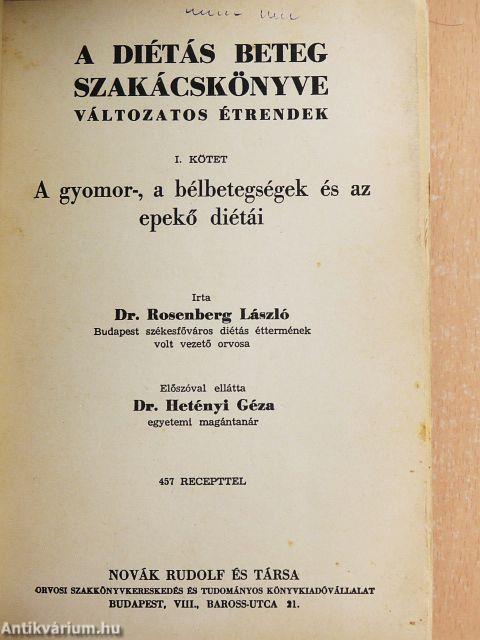 A DIÉTÁS BETEG
SZAKÁCSKÖNYVE
VÁLTOZATOS ÉTRENDEK
I. KÖTET
A gyomor-, a bélbetegségek és az
epekő diétái
Irta
Dr. Rosenberg László
Budapest székesfőváros diétás éttermének
volt vezető orvosa
Előszóval ellátta
Dr. Hetényi Géza
egyetemi magántanár
457 RECEPTTEL
NOVÁK RUDOLF ÉS TÁRSA
ORVOSI SZAKKÖNYVKERESKEDÉS ÉS TUDOMÁNYOS KÖNYVKIADÓVÁLLALAT
BUDAPEST, VIII., BAROSS-UTCA 21.
Antikvárium.hu